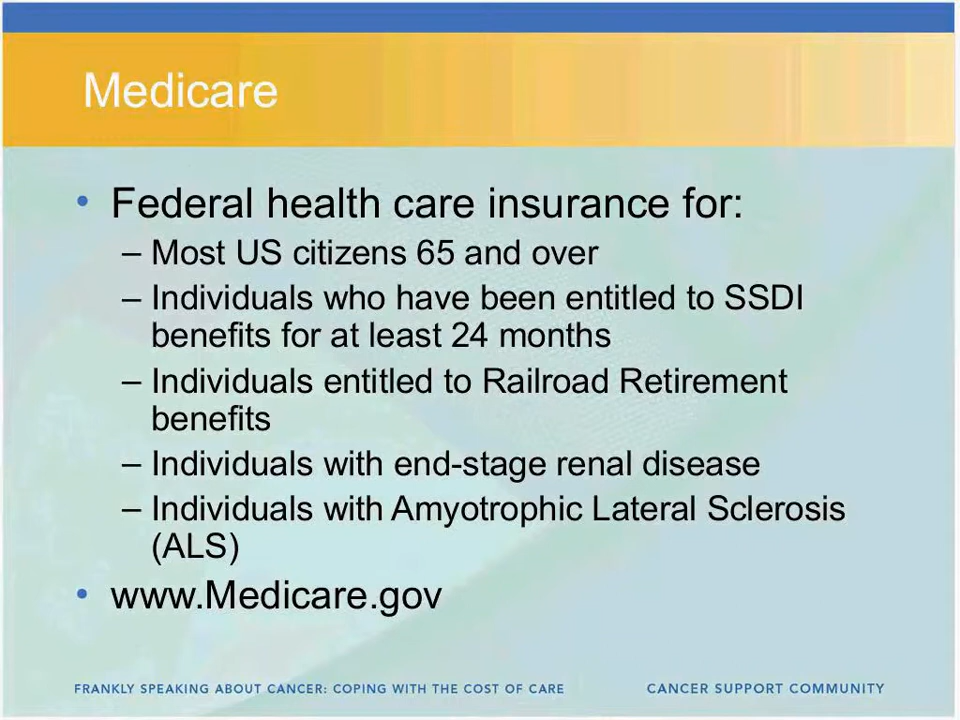 Medicare
• Federal health care insurance for:
– Most US citizens 65 and over
– Individuals who have been entitled to SSDI
benefits for at least 24 months
– Individuals entitled to Railroad Retirement
benefits
– Individuals with end-stage renal disease
– Individuals with Amyotrophic Lateral Sclerosis
(ALS)
• www.Medicare.gov
FRANKLY SPEAKING ABOUT CANCER: COPING WITH THE COST OF CARE CANCER SUPPORT COMMUNITY